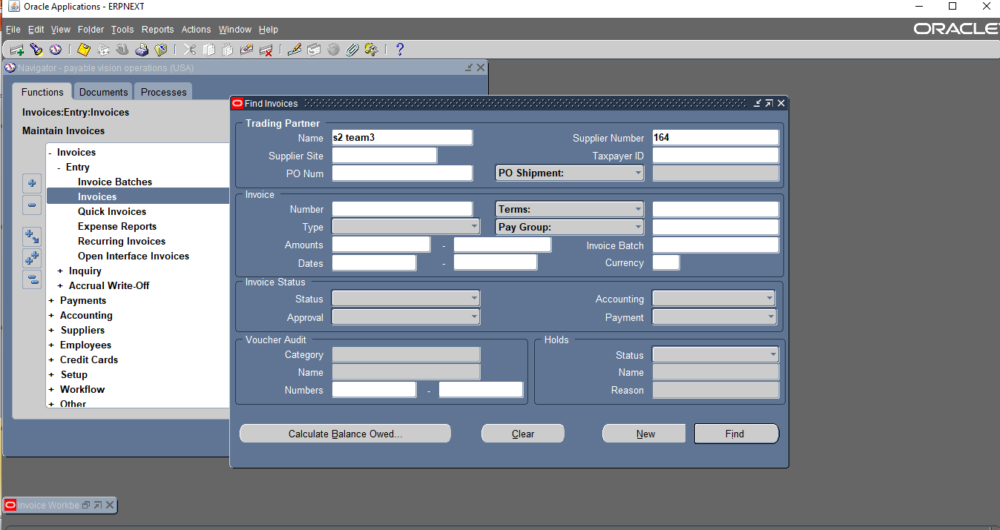 Oracle Applications - ERPNEXT
File Edit View Folder Tools Reports Actions Window Help
ORACLE
Navigator - payable vision operations (USA)
Functions Documents Processes
Invoices:Entry:Invoices
Maintain Invoices
- Invoices
- Entry
Invoice Batches
Invoices
Quick Invoices
Expense Reports
Recurring Invoices
Open Interface Invoices
+ Inquiry
+ Accrual Write-Off
+ Payments
+ Accounting
+ Suppliers
+ Employees
+ Credit Cards
+ Setup
+ Workflow
+ Other
Find Invoices
Trading Partner
Name s2 team3 Supplier Number 164
Supplier Site Taxpayer ID
PO Num PO Shipment:
Invoice
Number Terms:
Type Pay Group:
Amounts - Invoice Batch
Dates - Currency
Invoice Status
Status Accounting
Approval Payment
Voucher Audit
Category
Name
Numbers -
Holds
Status
Name
Reason
Calculate Balance Owed... Clear New Find
Invoice Workbe